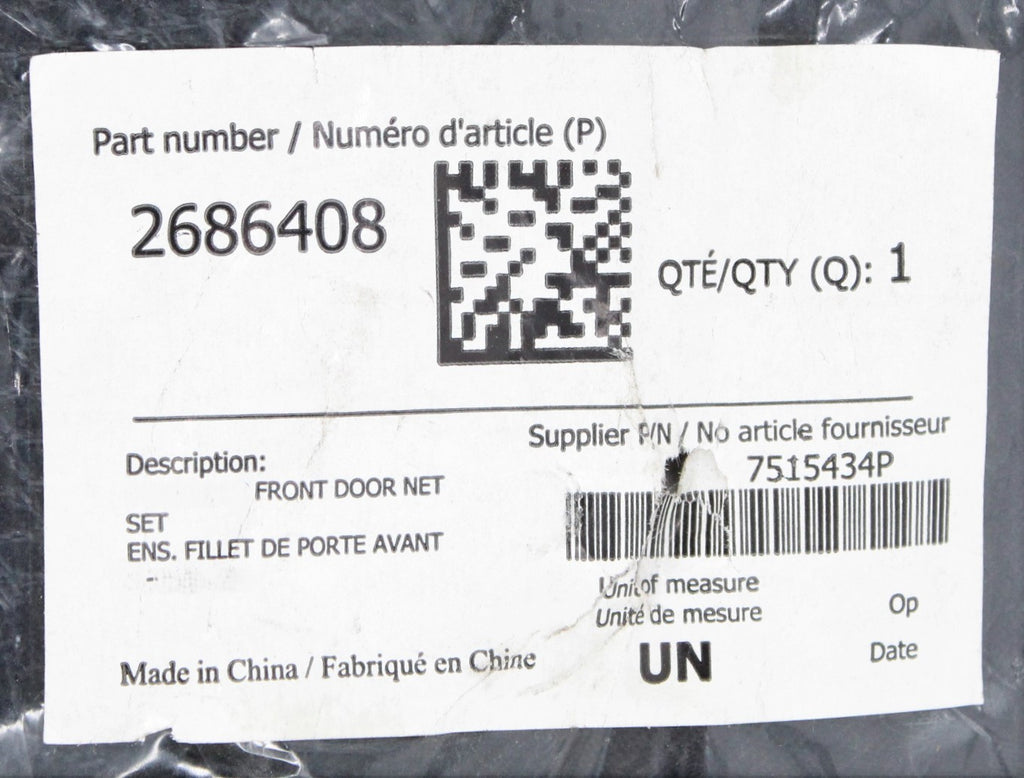 Part number / Numéro d'article (P)
2686408
QTÉ/QTY (Q): 1
Supplier P/N / No article fournisseur
7515434P
Description:
FRONT DOOR NET
SET
ENS. FILLET DE PORTE AVANT
-
Unit of measure
Unité de mesure
UN
Op
Date
Made in China / Fabriqué en Chine